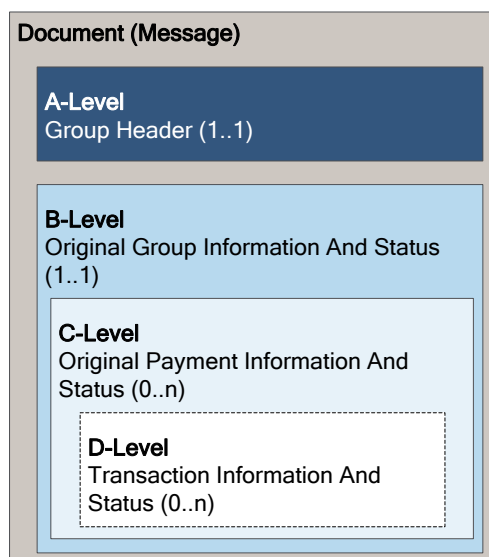 Document (Message)
A-Level
Group Header (1..1)
B-Level
Original Group Information And Status
(1..1)
C-Level
Original Payment Information And
Status (0..n)
D-Level
Transaction Information And
Status (0..n)